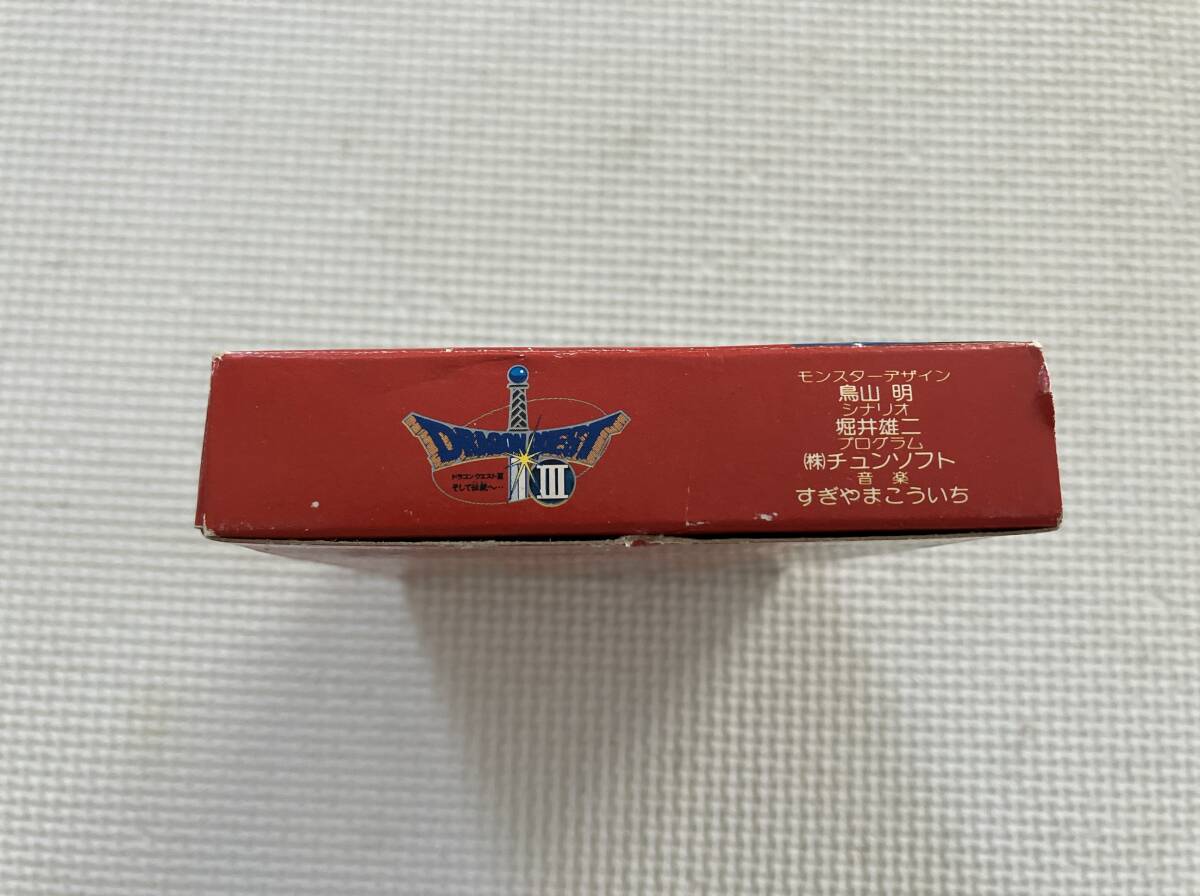 DRAGON QUEST
ドラゴンクエストⅢ
そして伝説へ…
III
モンスターデザイン
鳥山 明
シナリオ
堀井雄二
プログラム
㈱チュンソフト
音楽
すぎやまこういち